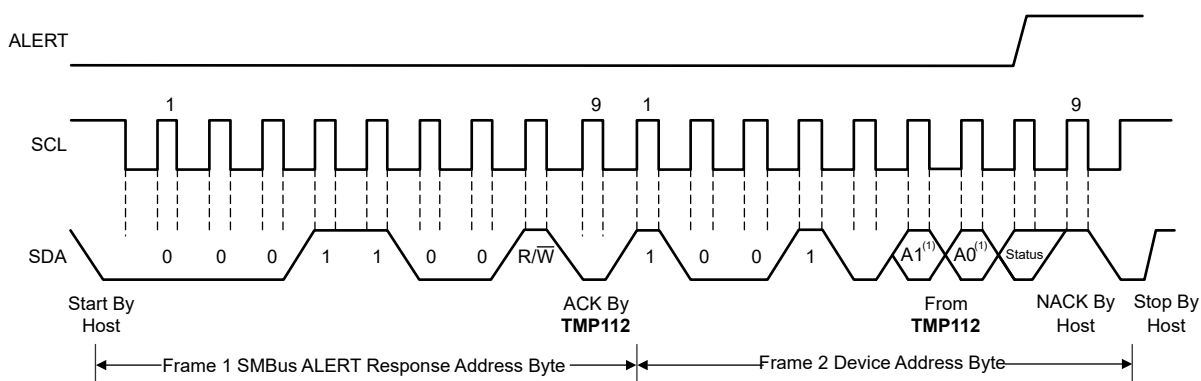 ALERT
1 9 1 9
SCL
SDA 0 0 0 1 1 0 0 R/W̅ 1 0 0 1 A1(1) A0(1) Status
Start By
Host
ACK By
TMP112
From
TMP112
NACK By
Host
Stop By
Host
Frame 1 SMBus ALERT Response Address Byte
Frame 2 Device Address Byte